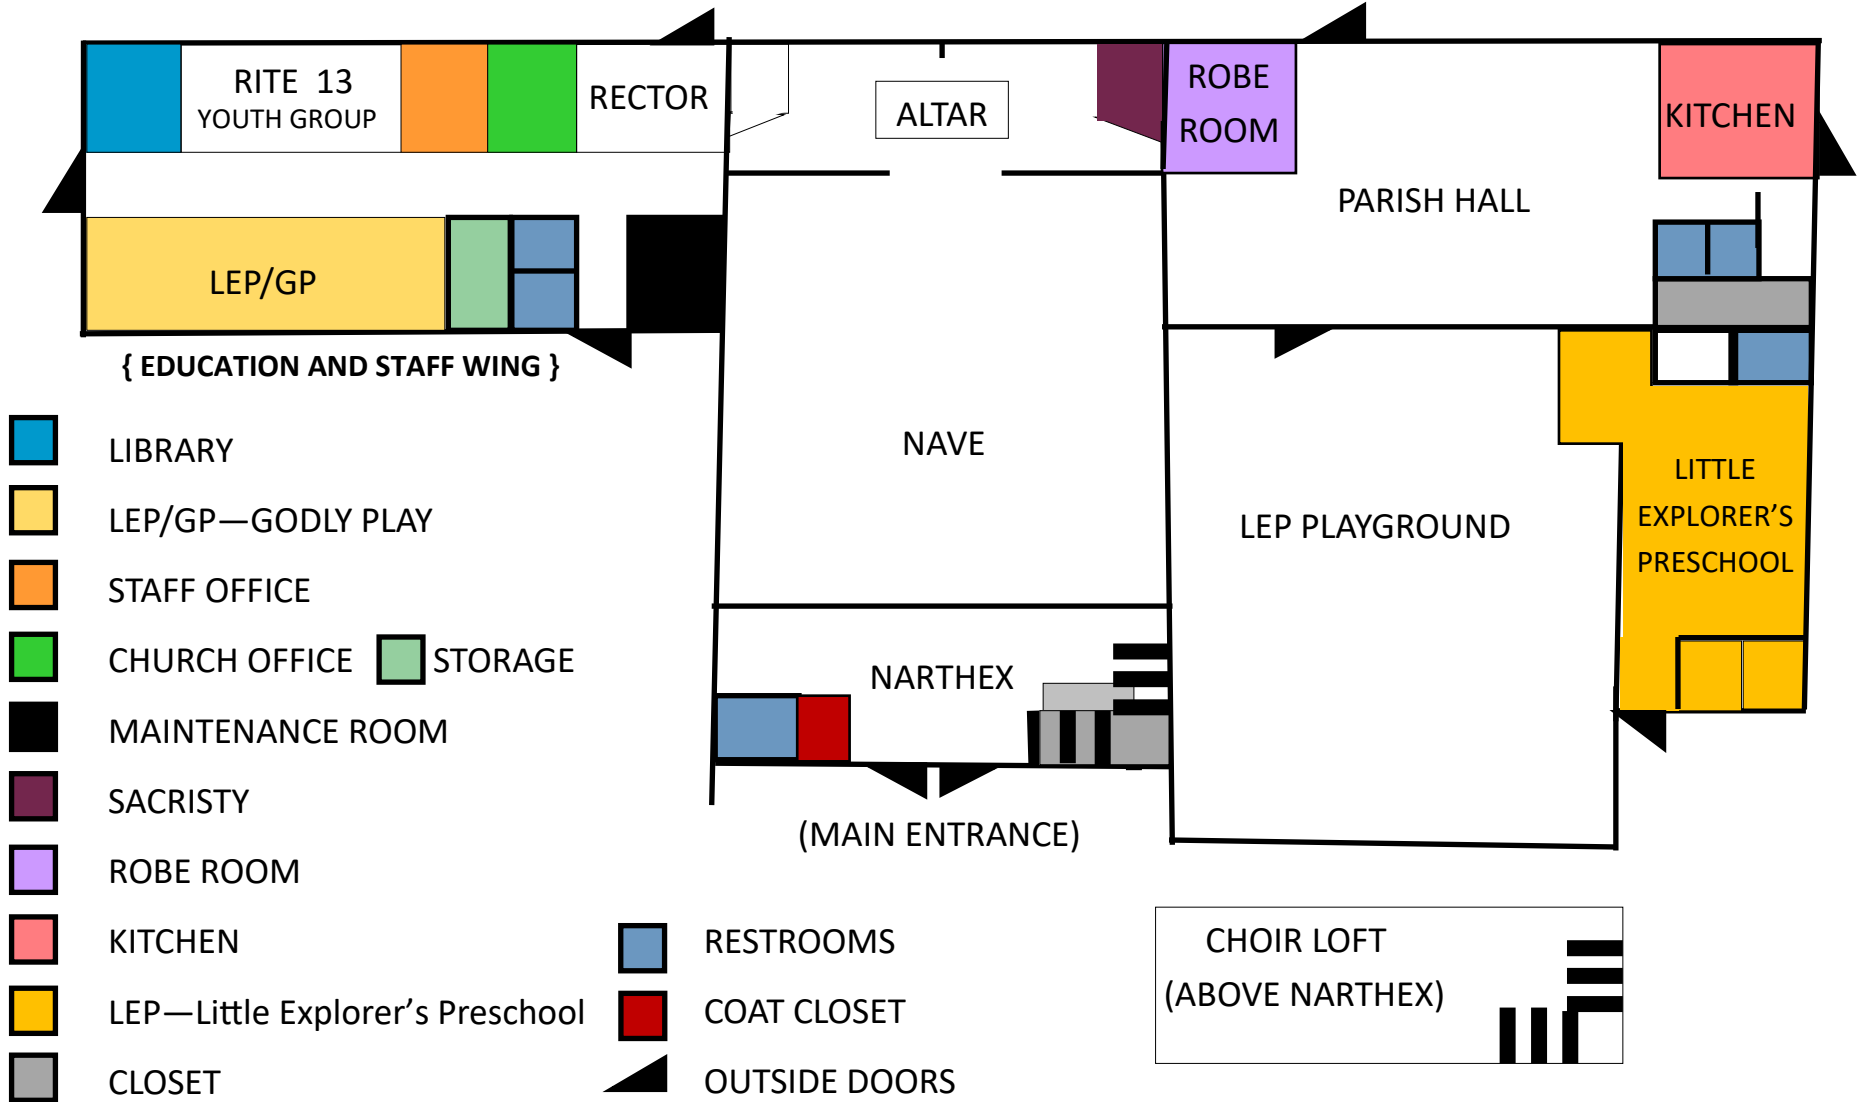 RITE 13
YOUTH GROUP
RECTOR
ALTAR
ROBE
ROOM
KITCHEN
PARISH HALL
LEP/GP
{ EDUCATION AND STAFF WING }
NAVE
LITTLE
EXPLORER'S
PRESCHOOL
LEP PLAYGROUND
NARTHEX
(MAIN ENTRANCE)
LIBRARY
LEP/GP—GODLY PLAY
STAFF OFFICE
CHURCH OFFICE
STORAGE
MAINTENANCE ROOM
SACRISTY
ROBE ROOM
KITCHEN
LEP—Little Explorer's Preschool
CLOSET
RESTROOMS
COAT CLOSET
OUTSIDE DOORS
CHOIR LOFT
(ABOVE NARTHEX)